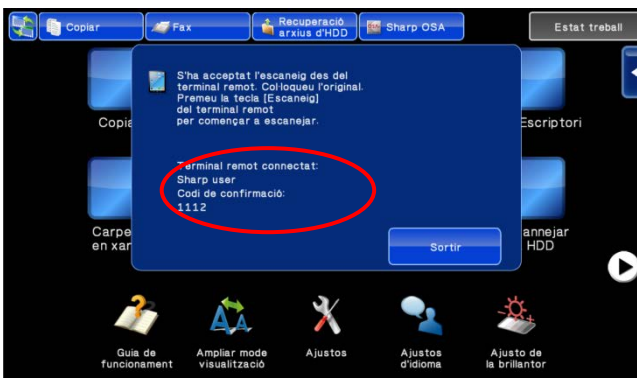 Copiar
Fax
Recuperació
arxius d'HDD
Sharp OSA
Estat treball
S'ha acceptat l'escaneig des del
terminal remot. Col·loqueu l'original.
Premeu la tecla [Escaneig]
del terminal remot
per començar a escanejar.
Terminal remot connectat:
Sharp user
Codi de confirmació:
1112
Sortir
Copia
Escriptori
Carpe
en xar
annejar
HDD
Guia de
funcionament
Ampliar mode
visualització
Ajustos
Ajustos
d'idioma
Ajusto de
la brillantor